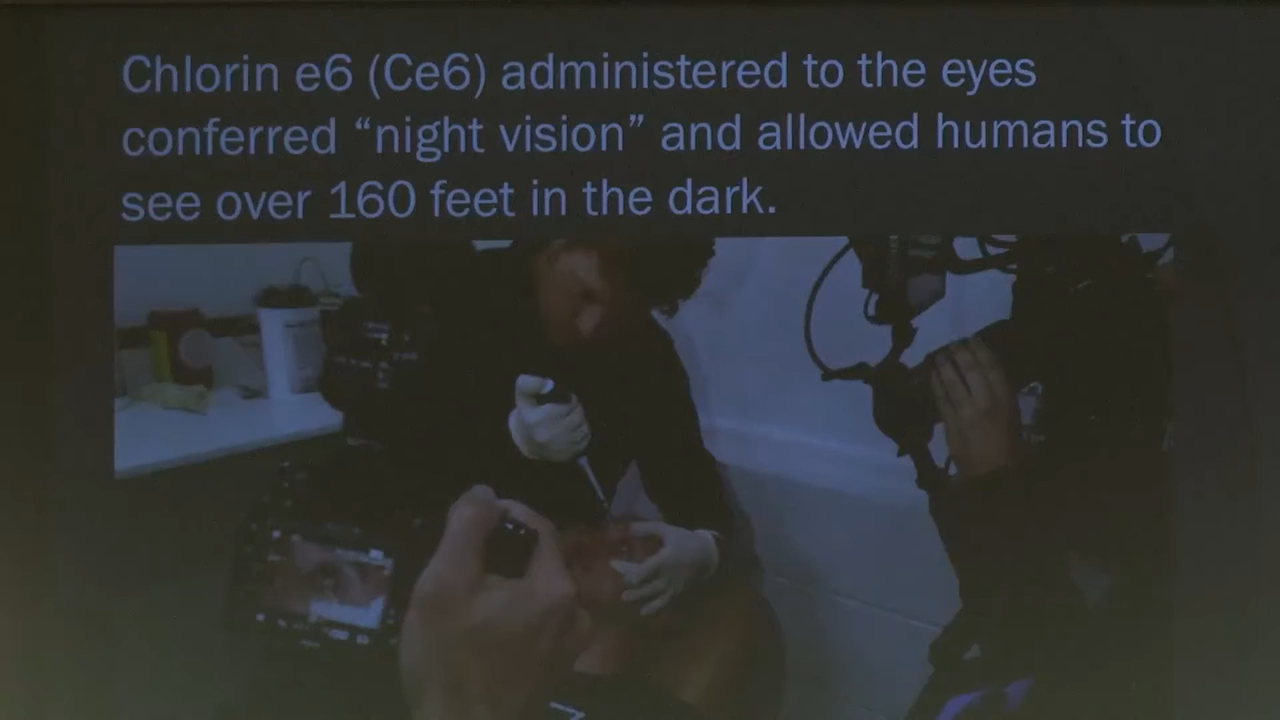 Chlorin e6 (Ce6) administered to the eyes
conferred “night vision” and allowed humans to
see over 160 feet in the dark.